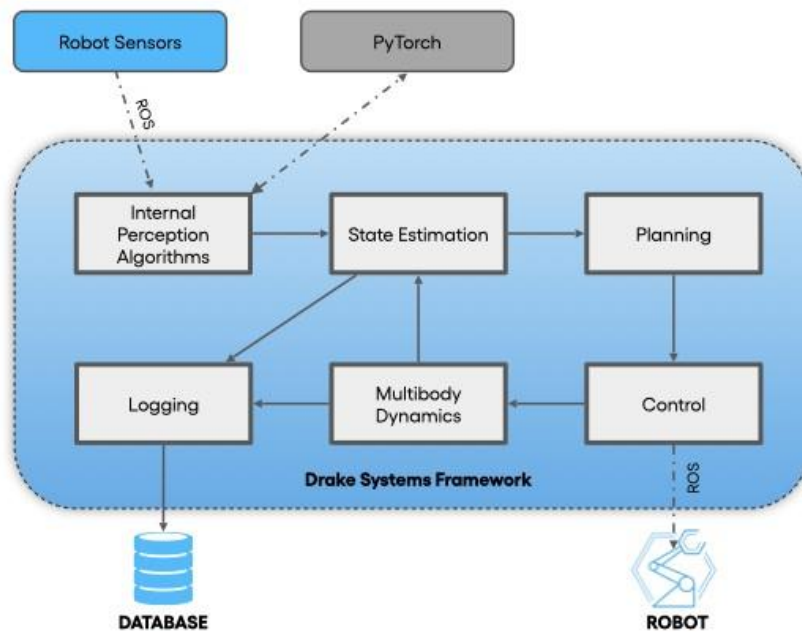 Robot Sensors
PyTorch
ROS
Internal
Perception
Algorithms
State Estimation
Planning
Logging
Multibody
Dynamics
Control
Drake Systems Framework
ROS
DATABASE
ROBOT